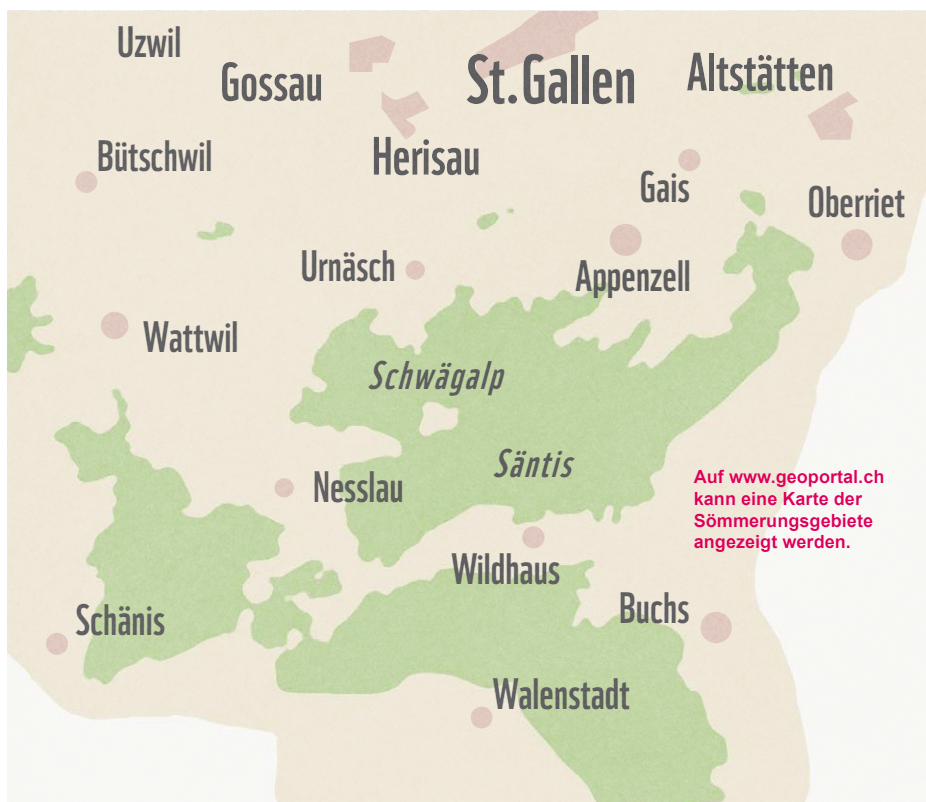 Uzwil
Gossau
St.Gallen
Altstätten
Bütschwil
Herisau
Gais
Oberriet
Urnäsch
Appenzell
Wattwil
Schwägalp
Säntis
Nesslau
Auf www.geoportal.ch
kann eine Karte der
Sömmerungsgebiete
angezeigt werden.
Wildhaus
Buchs
Schänis
Walenstadt